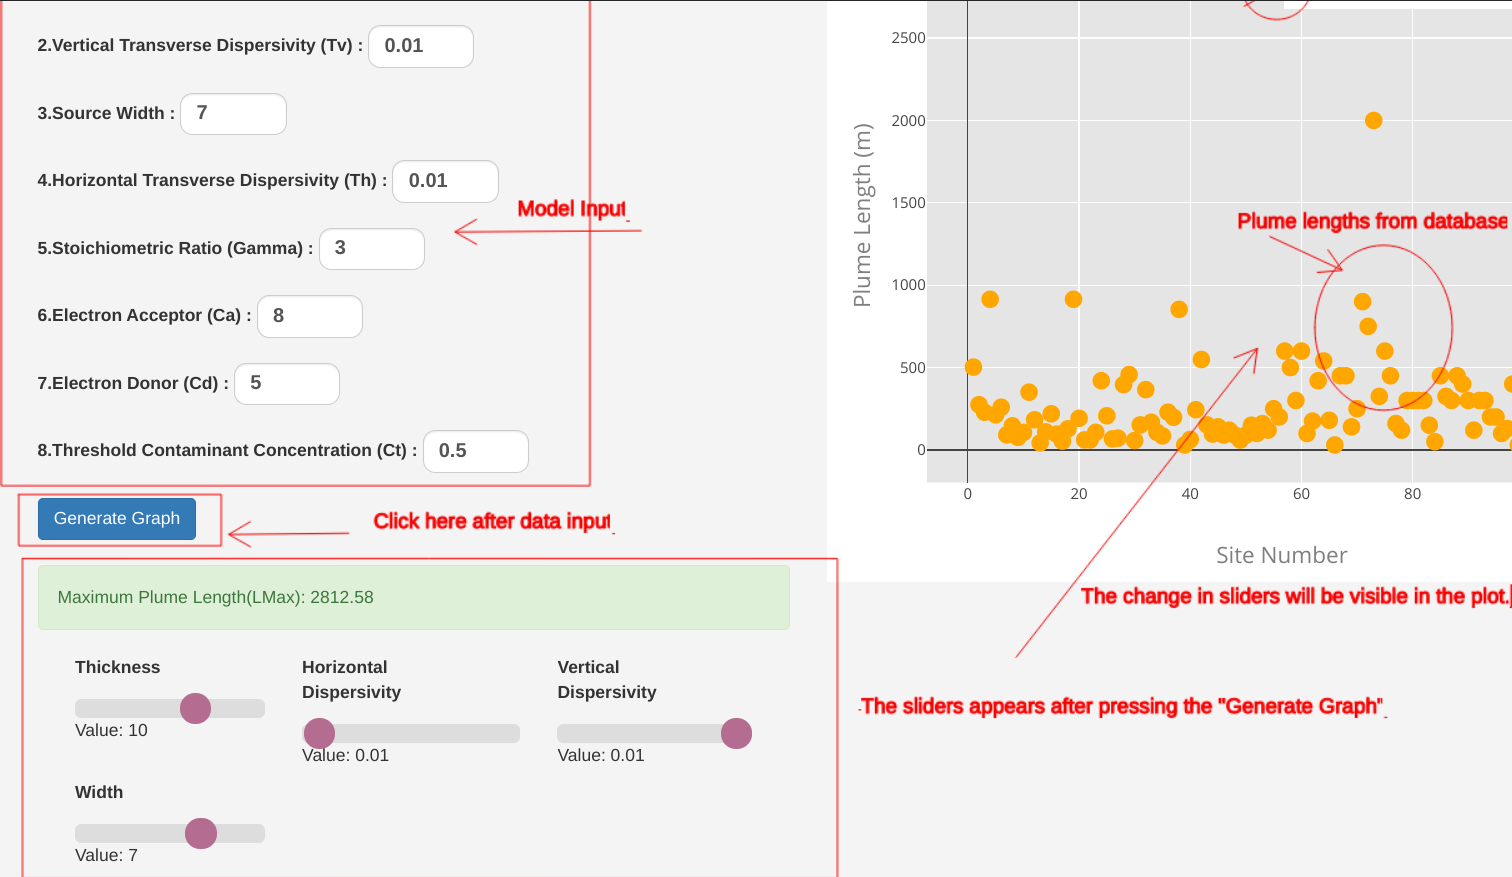 2.Vertical Transverse Dispersivity (Tv) : 0.01
3.Source Width : 7
4.Horizontal Transverse Dispersivity (Th) : 0.01
Model Input
5.Stoichiometric Ratio (Gamma) : 3
6.Electron Acceptor (Ca) : 8
7.Electron Donor (Cd) : 5
8.Threshold Contaminant Concentration (Ct) : 0.5
Generate Graph
Click here after data input
Maximum Plume Length(LMax): 2812.58
Thickness
Value: 10
Horizontal
Dispersivity
Value: 0.01
Vertical
Dispersivity
Value: 0.01
Width
Value: 7
2500
2000
1500
1000
500
0
Plume Length (m)
Plume lengths from database
0 20 40 60 80
Site Number
The change in sliders will be visible in the plot.
The sliders appears after pressing the "Generate Graph"